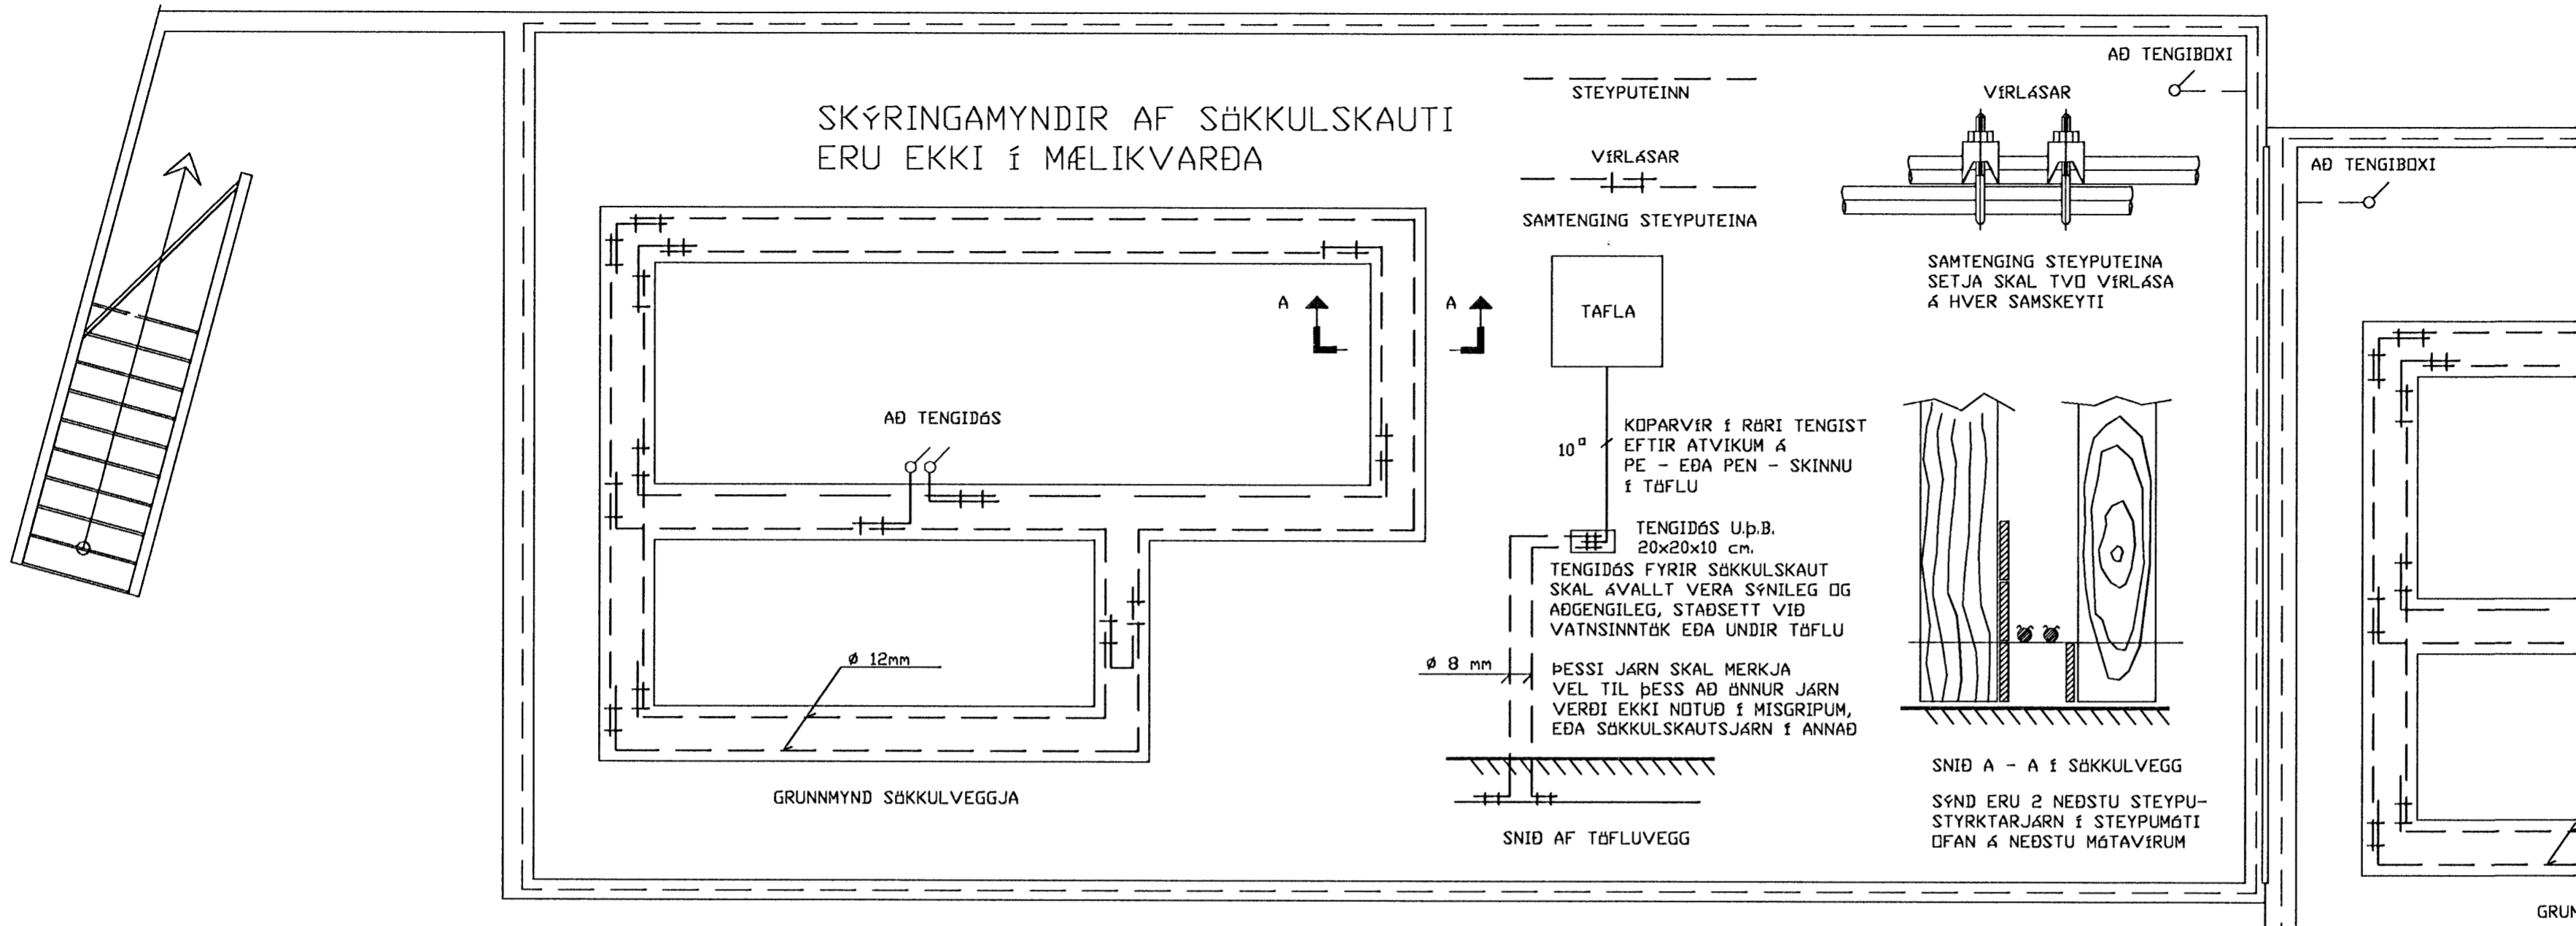 SKÝRINGAMYNDIR AF SÖKKULSKAUTI
ERU EKKI Í MÆLIKVARÐA
STEYPUTEINN
VÍRLÁSAR
SAMTENGING STEYPUTEINA
VÍRLÁSAR
SAMTENGING STEYPUTEINA
SETJA SKAL TVO VÍRLÁSA
Á HVER SAMSKEYTI
AÐ TENGIBOXI
AÐ TENGIBOXI
A
A
AÐ TENGIDÓS
Ø 12mm
GRUNNMYND SÖKKULVEGGJA
TAFLA
10▫
KOPARVÍR Í RÖRI TENGIST
EFTIR ATVIKUM Á
PE - EÐA PEN - SKINNU
Í TÖFLU
TENGIDÓS U.Þ.B.
20x20x10 cm.
TENGIDÓS FYRIR SÖKKULSKAUT
SKAL ÁVALLT VERA SÝNILEG OG
AÐGENGILEG, STAÐSETT VIÐ
VATNSINNTÖK EÐA UNDIR TÖFLU
Ø 8 mm
ÞESSI JÁRN SKAL MERKJA
VEL TIL ÞESS AÐ ÖNNUR JÁRN
VERÐI EKKI NOTUÐ Í MISGRIPUM,
EÐA SÖKKULSKAUTSJÁRN Í ANNAÐ
SNIÐ AF TÖFLUVEGG
SNIÐ A - A Í SÖKKULVEGG
SÝND ERU 2 NEÐSTU STEYPU-
STYRKTARJÁRN Í STEYPUMÓTI
OFAN Á NEÐSTU MÓTAVÍRUM
GRUN